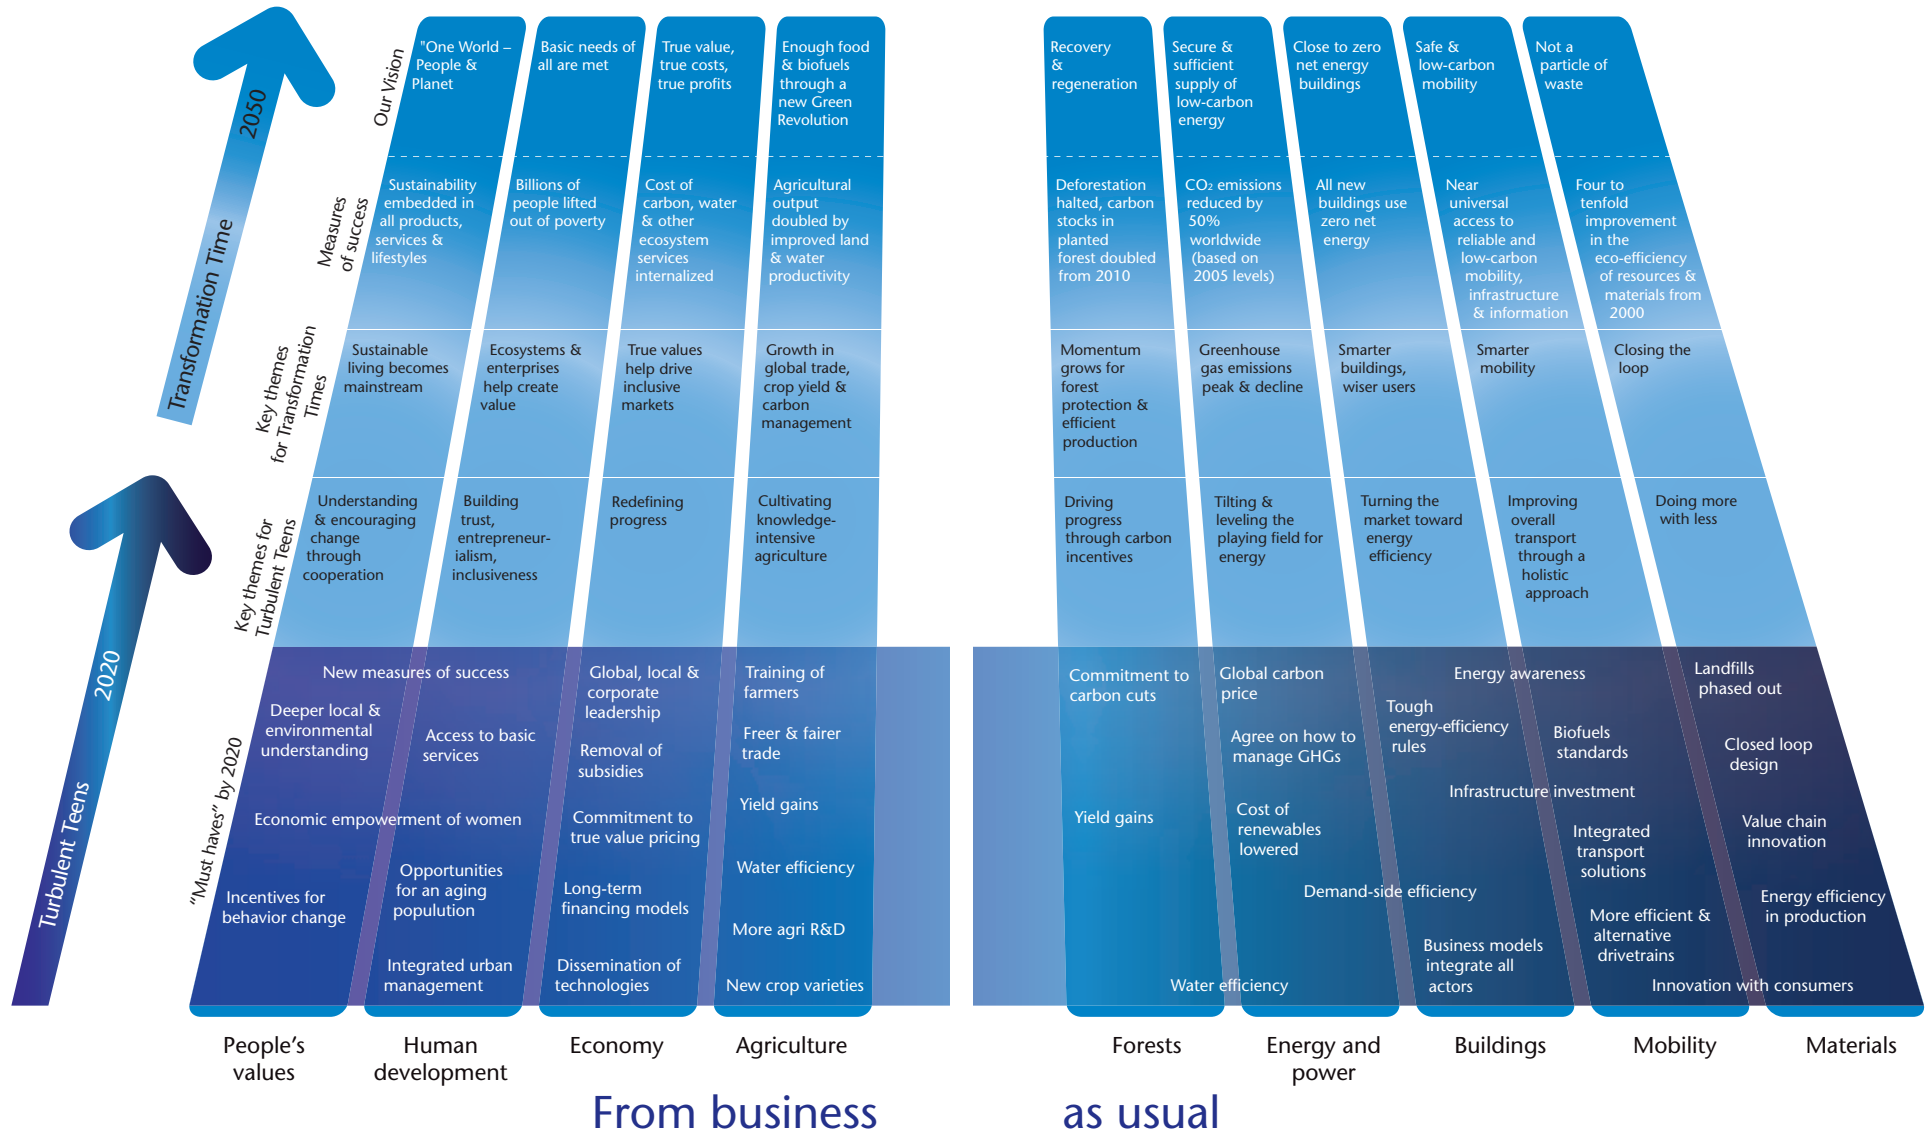 2050
Transformation Time
2020
Turbulent Teens
Our Vision
"One World –
People &
Planet
Basic needs of
all are met
True value,
true costs,
true profits
Enough food
& biofuels
through a
new Green
Revolution
Recovery
&
regeneration
Secure &
sufficient
supply of
low-carbon
energy
Close to zero
net energy
buildings
Safe &
low-carbon
mobility
Not a
particle of
waste
Measures
of success
Sustainability
embedded in
all products,
services &
lifestyles
Billions of
people lifted
out of poverty
Cost of
carbon, water
& other
ecosystem
services
internalized
Agricultural
output
doubled by
improved land
& water
productivity
Deforestation
halted, carbon
stocks in
planted
forest doubled
from 2010
CO₂ emissions
reduced by
50%
worldwide
(based on
2005 levels)
All new
buildings use
zero net
energy
Near
universal
access to
reliable and
low-carbon
mobility,
infrastructure
& information
Four to
tenfold
improvement
in the
eco-efficiency
of resources &
materials from
2000
Key themes
for Transformation
Times
Sustainable
living becomes
mainstream
Ecosystems &
enterprises
help create
value
True values
help drive
inclusive
markets
Growth in
global trade,
crop yield &
carbon
management
Momentum
grows for
forest
protection &
efficient
production
Greenhouse
gas emissions
peak & decline
Smarter
buildings,
wiser users
Smarter
mobility
Closing the
loop
Key themes for
Turbulent Teens
Understanding
& encouraging
change
through
cooperation
Building
trust,
entrepreneur-
ialism,
inclusiveness
Redefining
progress
Cultivating
knowledge-
intensive
agriculture
Driving
progress
through carbon
incentives
Tilting &
leveling the
playing field for
energy
Turning the
market toward
energy
efficiency
Improving
overall
transport
through a
holistic
approach
Doing more
with less
“Must haves” by 2020
New measures of success
Deeper local &
environmental
understanding
Access to basic
services
Economic empowerment of women
Incentives for
behavior change
Opportunities
for an aging
popululation
Integrated urban
management
Global, local &
corporate
leadership
Removal of
subsidies
Commitment to
true value pricing
Long-term
financing models
Dissemination of
technologies
Training of
farmers
Freer & fairer
trade
Yield gains
Water efficiency
More agri R&D
New crop varieties
Commitment to
carbon cuts
Yield gains
Water efficiency
Global carbon
price
Agree on how to
manage GHGs
Cost of
renewables
lowered
Demand-side efficiency
Energy awareness
Tough
energy-efficiency
rules
Infrastructure investment
Business models
integrate all
actors
Biofuels
standards
Integrated
transport
solutions
More efficient &
alternative
drivetrains
Innovation with consumers
Landfills
phased out
Closed loop
design
Value chain
innovation
Energy efficiency
in production
People’s
values
Human
development
Economy
Agriculture
Forests
Energy and
power
Buildings
Mobility
Materials
From business as usual